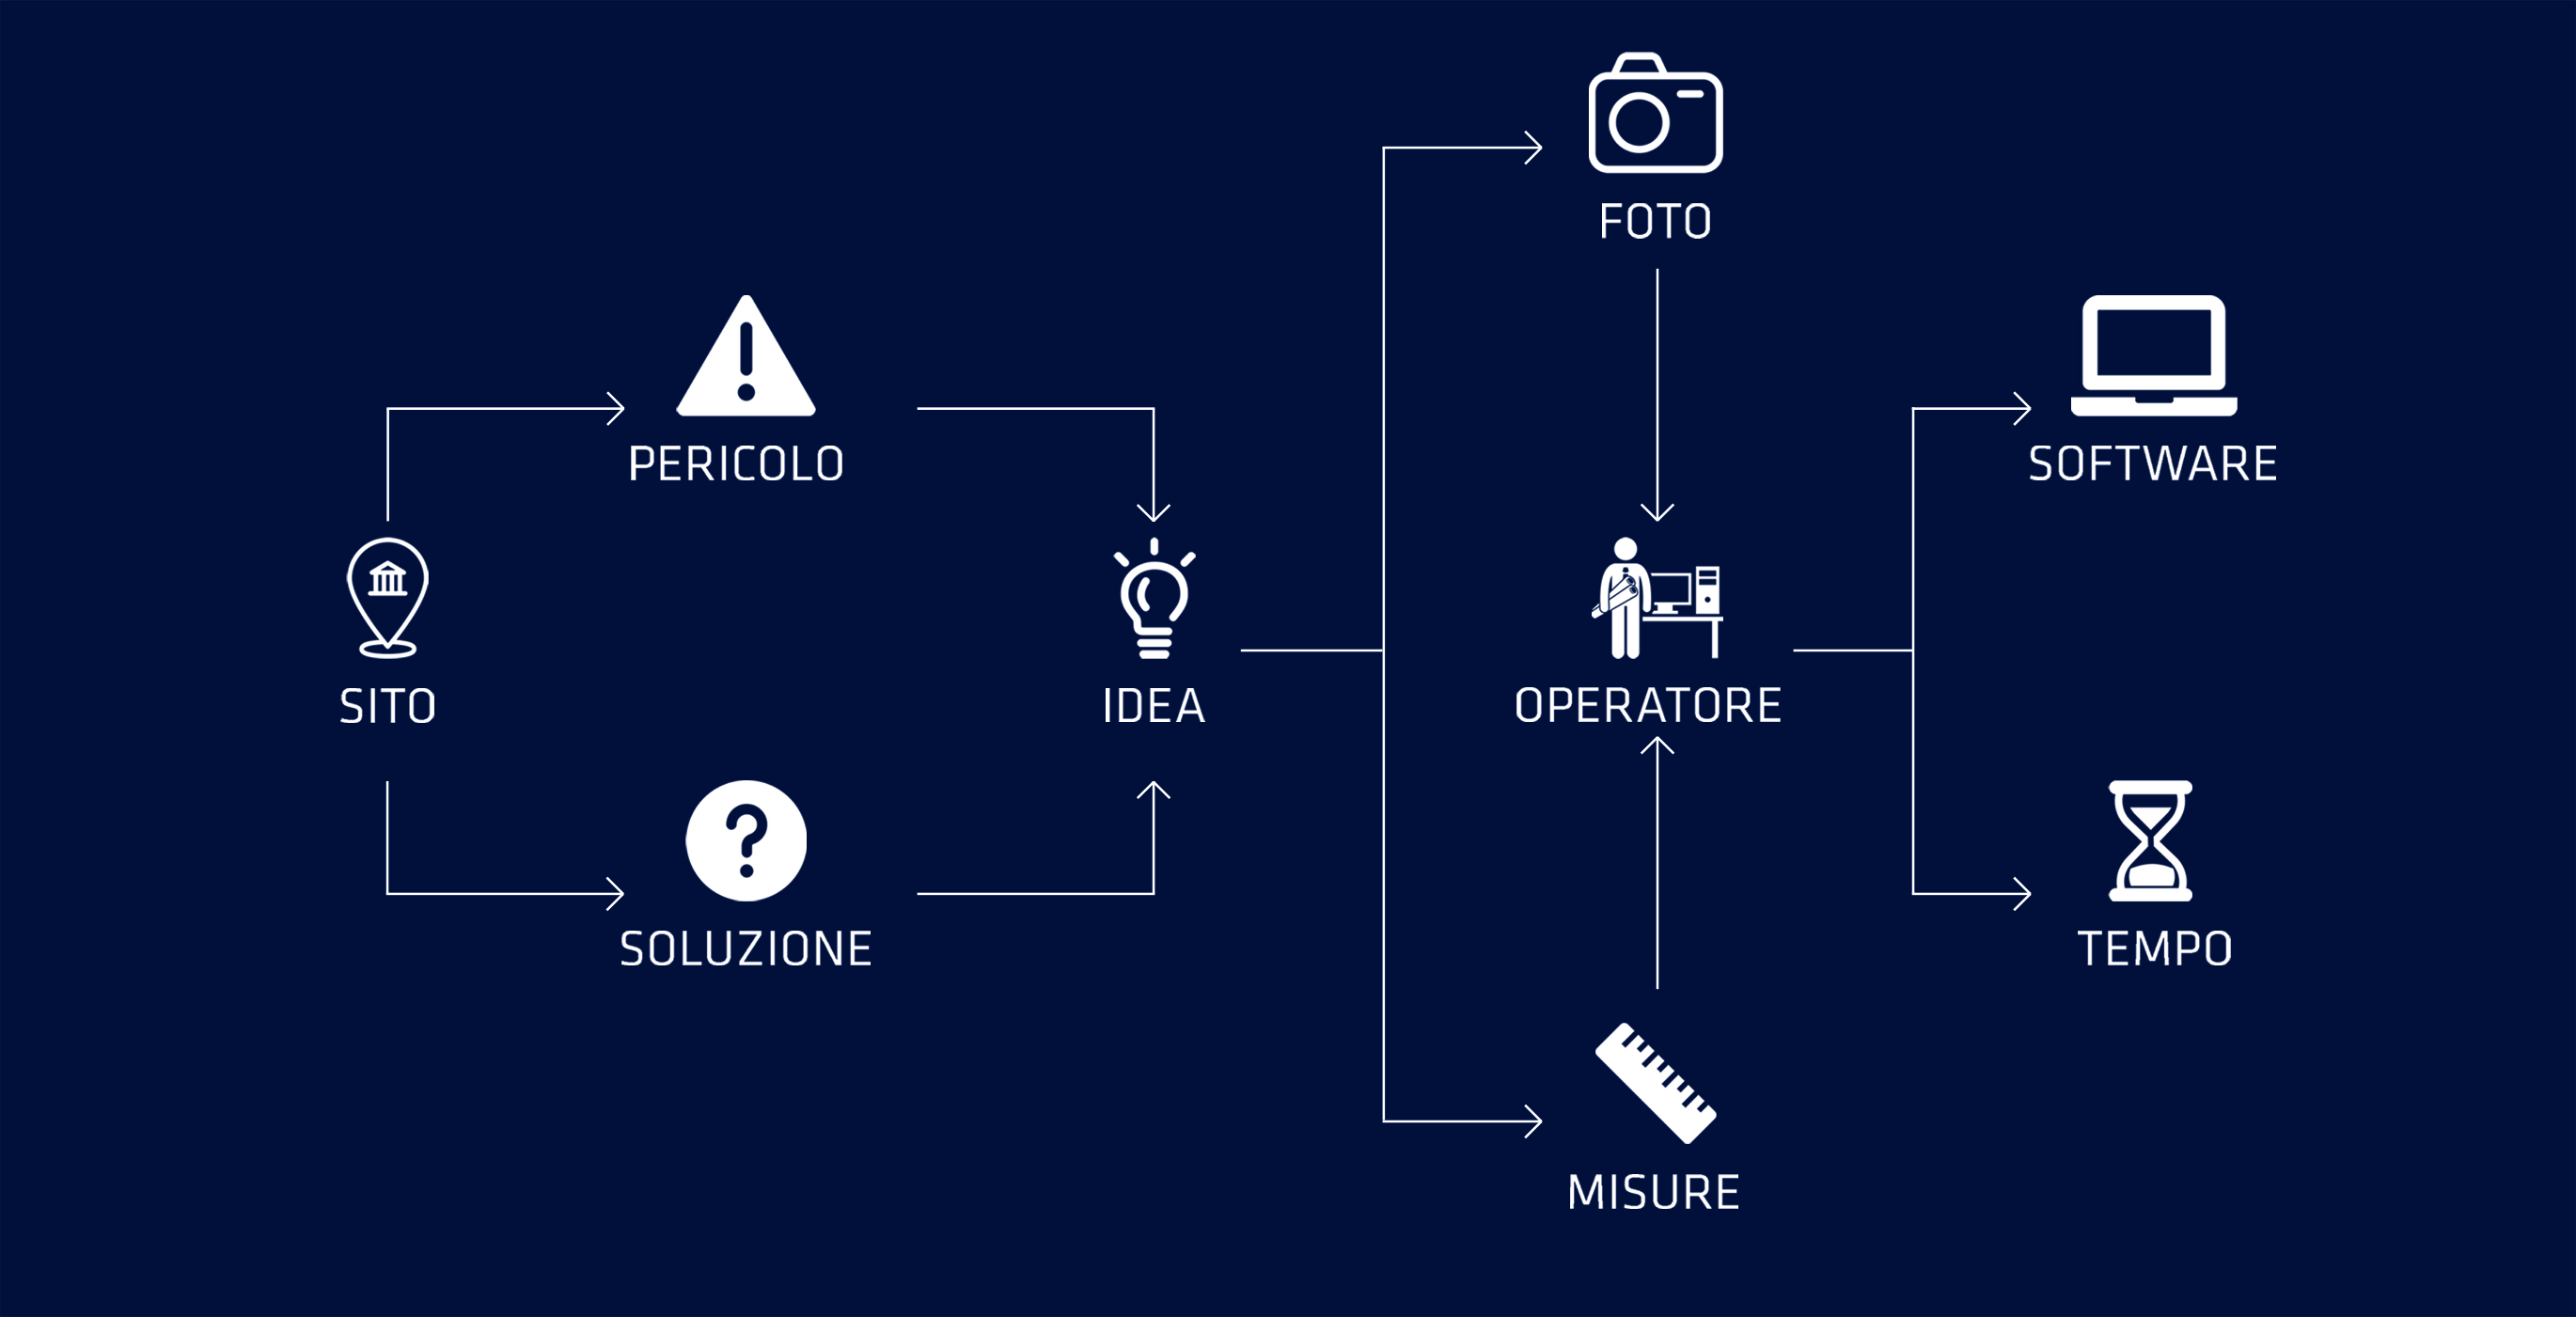 FOTO
PERICOLO
SOFTWARE
SITO
IDEA
OPERATORE
SOLUZIONE
TEMPO
MISURE